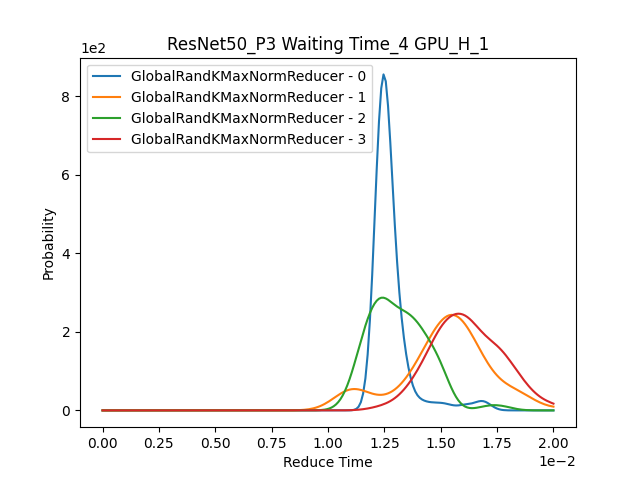 ResNet50_P3 Waiting Time_4 GPU_H_1
1e2
GlobalRandKMaxNormReducer - 0
GlobalRandKMaxNormReducer - 1
GlobalRandKMaxNormReducer - 2
GlobalRandKMaxNormReducer - 3
8
6
4
2
0
Probability
0.00 0.25 0.50 0.75 1.00 1.25 1.50 1.75 2.00
1e−2
Reduce Time